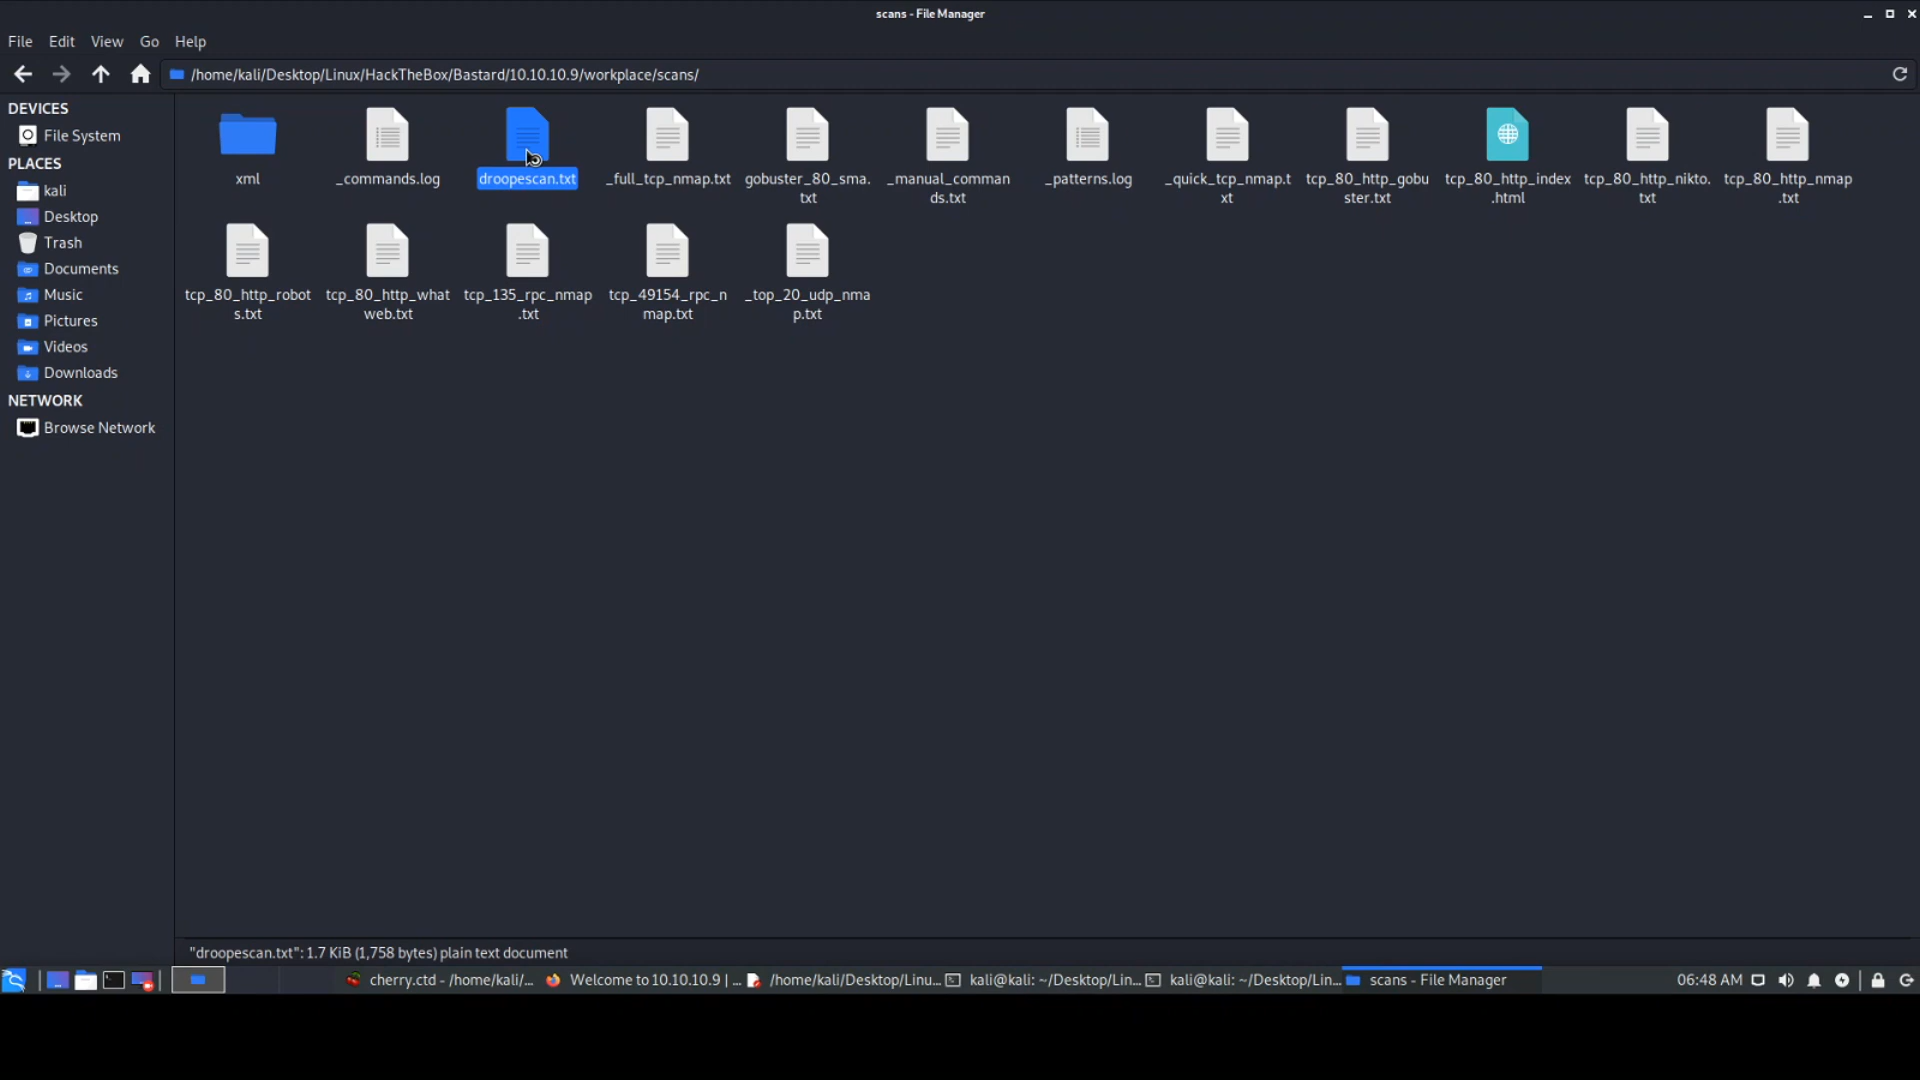 scans - File Manager
File Edit View Go Help
/home/kali/Desktop/Linux/HackTheBox/Bastard/10.10.10.9/workplace/scans/
DEVICES
File System
PLACES
kali
Desktop
Trash
Documents
Music
Pictures
Videos
Downloads
NETWORK
Browse Network
xml
_commands.log
droopescan.txt
_full_tcp_nmap.txt
gobuster_80_sma.
txt
_manual_comman
ds.txt
_patterns.log
_quick_tcp_nmap.t
xt
tcp_80_http_gobu
ster.txt
tcp_80_http_index
.html
tcp_80_http_nikto.
txt
tcp_80_http_nmap
.txt
tcp_80_http_robot
s.txt
tcp_80_http_what
web.txt
tcp_135_rpc_nmap
.txt
tcp_49154_rpc_n
map.txt
_top_20_udp_nma
p.txt
"droopescan.txt": 1.7 KiB (1,758 bytes) plain text document
cherry.ctd - /home/kali/... Welcome to 10.10.10.9 | ... /home/kali/Desktop/Linu... kali@kali: ~/Desktop/Lin... kali@kali: ~/Desktop/Lin... scans - File Manager 06:48 AM